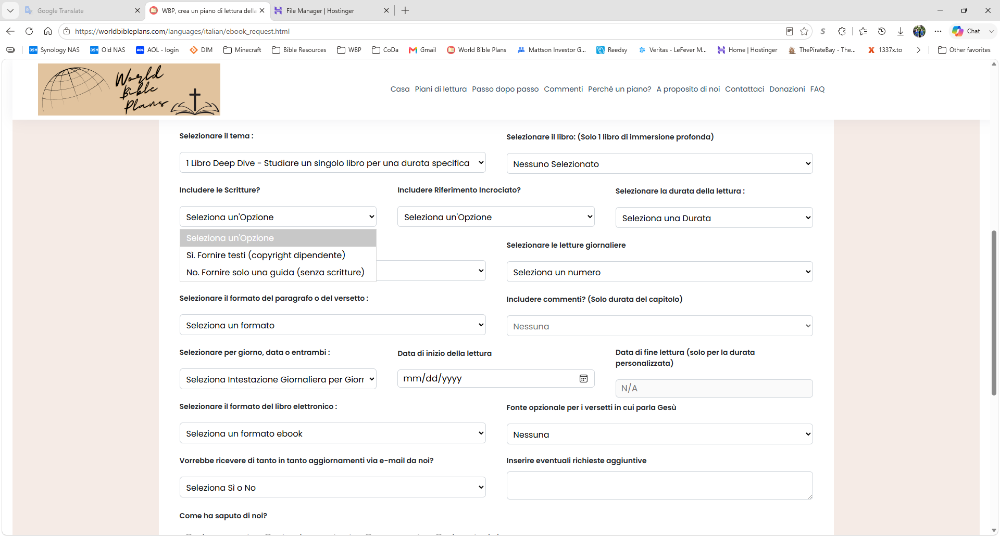 Google Translate
WBP, crea un piano di lettura della
File Manager | Hostinger
https://worldbibleplans.com/languages/italian/ebook_request.html
Chat
Synology NAS
Old NAS
AOL - login
DIM
Minecraft
Bible Resources
WBP
CoDa
Gmail
World Bible Plans
Mattson Investor G...
Reedsy
Veritas - LeFever M...
Home | Hostinger
ThePirateBay - The...
1337x.to
Other favorites
World
Bible
Plans
Casa Piani di lettura Passo dopo passo Commenti Perché un piano? A proposito di noi Contattaci Donazioni FAQ
Selezionare il tema :
Selezionare il libro: (Solo 1 libro di immersione profonda)
1 Libro Deep Dive - Studiare un singolo libro per una durata specifica
Nessuno Selezionato
Includere le Scritture?
Includere Riferimento Incrociato?
Selezionare la durata della lettura :
Seleziona un'Opzione
Seleziona un'Opzione
Seleziona una Durata
Seleziona un'Opzione
Sì. Fornire testi (copyright dipendente)
No. Fornire solo una guida (senza scritture)
Selezionare le letture giornaliere
Seleziona un numero
Selezionare il formato del paragrafo o del versetto :
Includere commenti? (Solo durata del capitolo)
Seleziona un formato
Nessuna
Selezionare per giorno, data o entrambi :
Data di inizio della lettura
Data di fine lettura (solo per la durata
personalizzata)
Seleziona Intestazione Giornaliera per Giorn
mm/dd/yyyy
N/A
Selezionare il formato del libro elettronico :
Fonte opzionale per i versetti in cui parla Gesù
Seleziona un formato ebook
Nessuna
Vorrebbe ricevere di tanto in tanto aggiornamenti via e-mail da noi?
Inserire eventuali richieste aggiuntive
Seleziona Sì o No
Come ha saputo di noi?